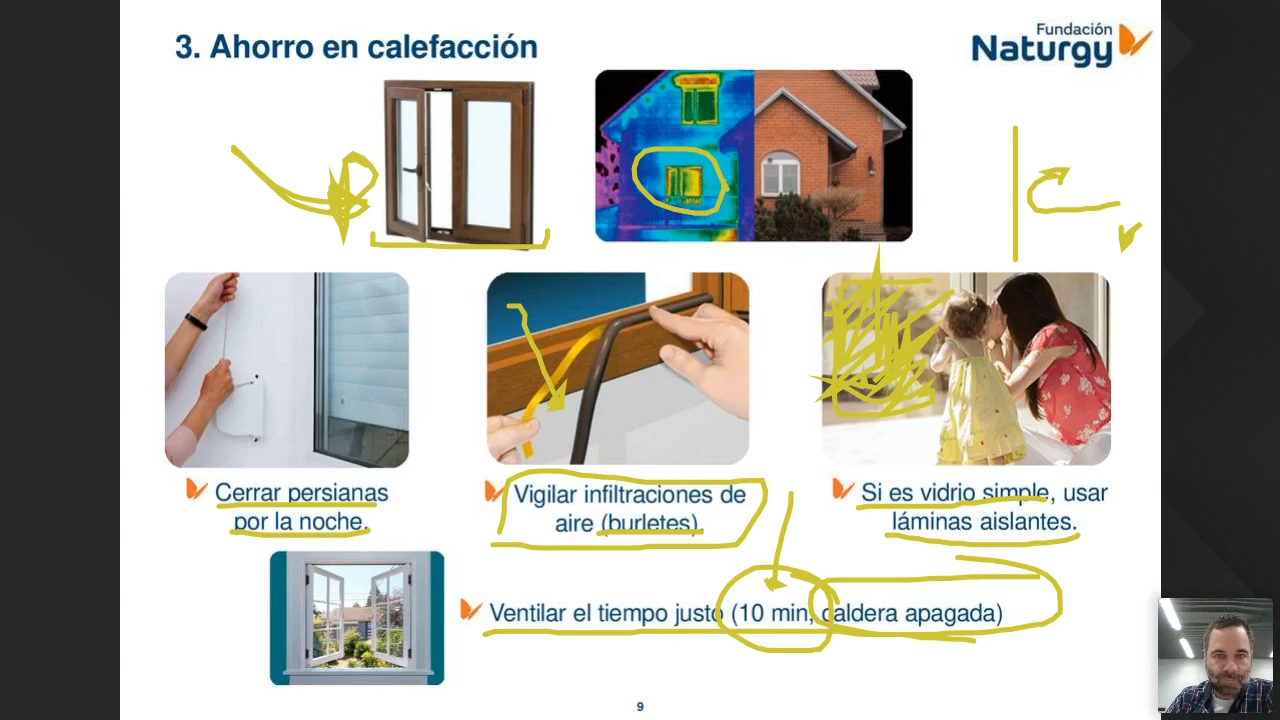 3. Ahorro en calefacción
Fundación
Naturgy
Cerrar persianas
por la noche.
Vigilar infiltraciones de
aire (burletes).
Si es vidrio simple, usar
láminas aislantes.
Ventilar el tiempo justo (10 min, caldera apagada)
9